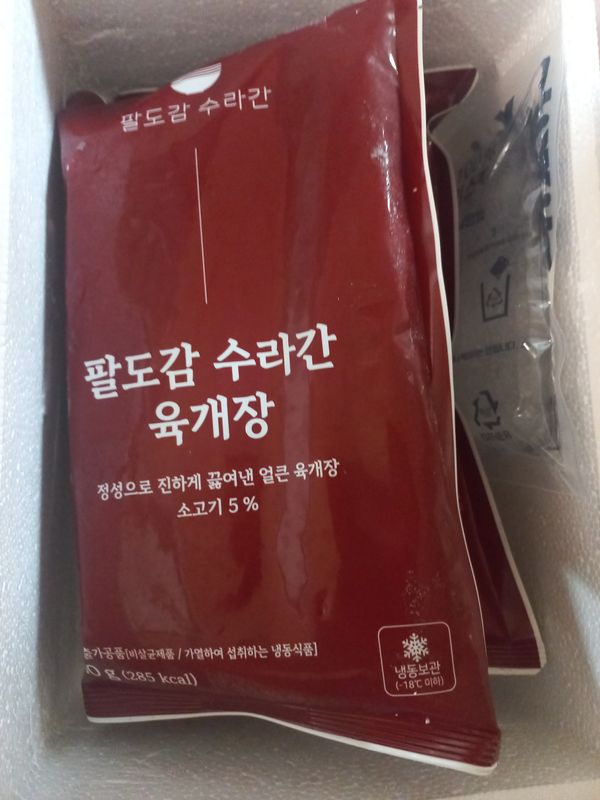 팔도감 수라간
팔도감 수라간
육개장
정성으로 진하게 끓여낸 얼큰 육개장
소고기 5 %
[비살균제품 / 가열하여 섭취하는 냉동식품]
g (285 kcal)
냉동보관
(-18℃ 이하)
OTHER